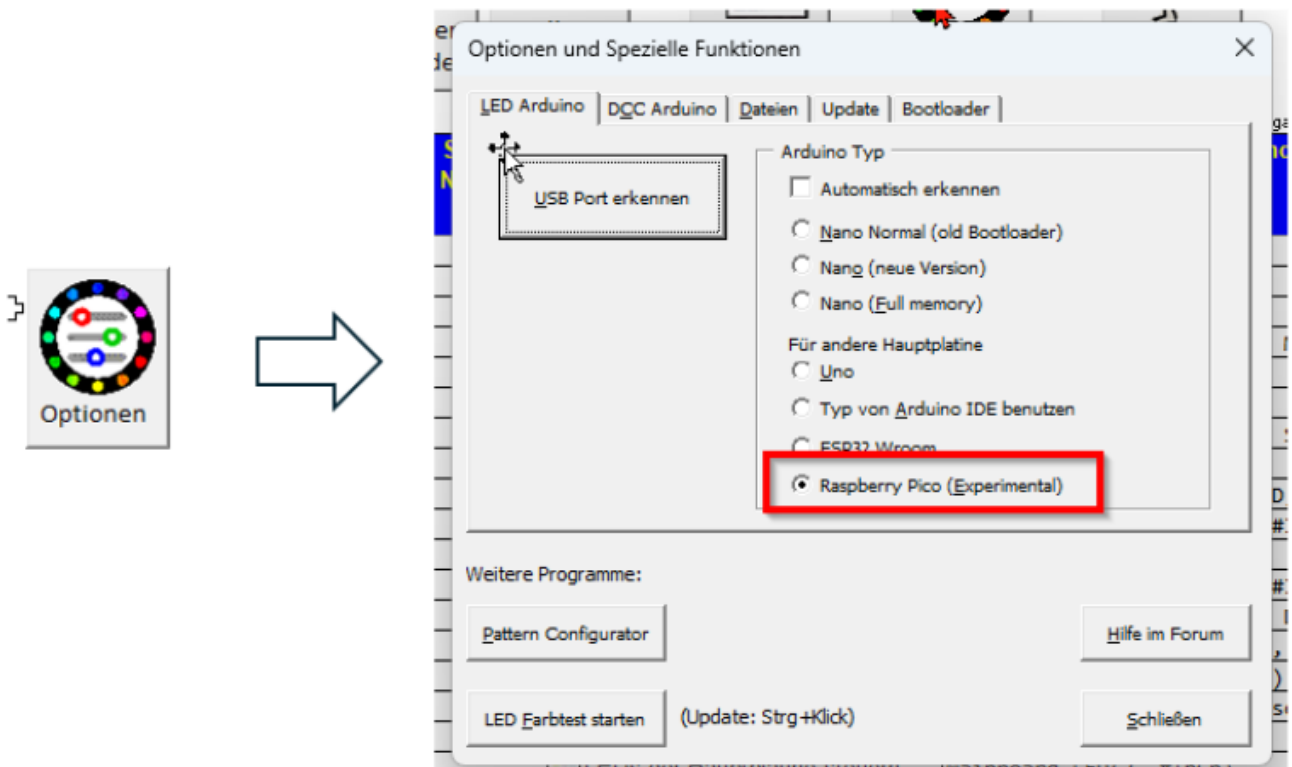 Optionen und Spezielle Funktionen
LED Arduino DCC Arduino Dateien Update Bootloader
USB Port erkennen
Arduino Typ
Automatisch erkennen
Nano Normal (old Bootloader)
Nano (neue Version)
Nano (Full memory)
Für andere Hauptplatine
Uno
Typ von Arduino IDE benutzen
ESP32 Wroom
Raspberry Pico (Experimental)
Optionen
Weitere Programme:
Pattern Configurator
Hilfe im Forum
LED Farbtest starten
(Update: Strg+Klick)
Schließen